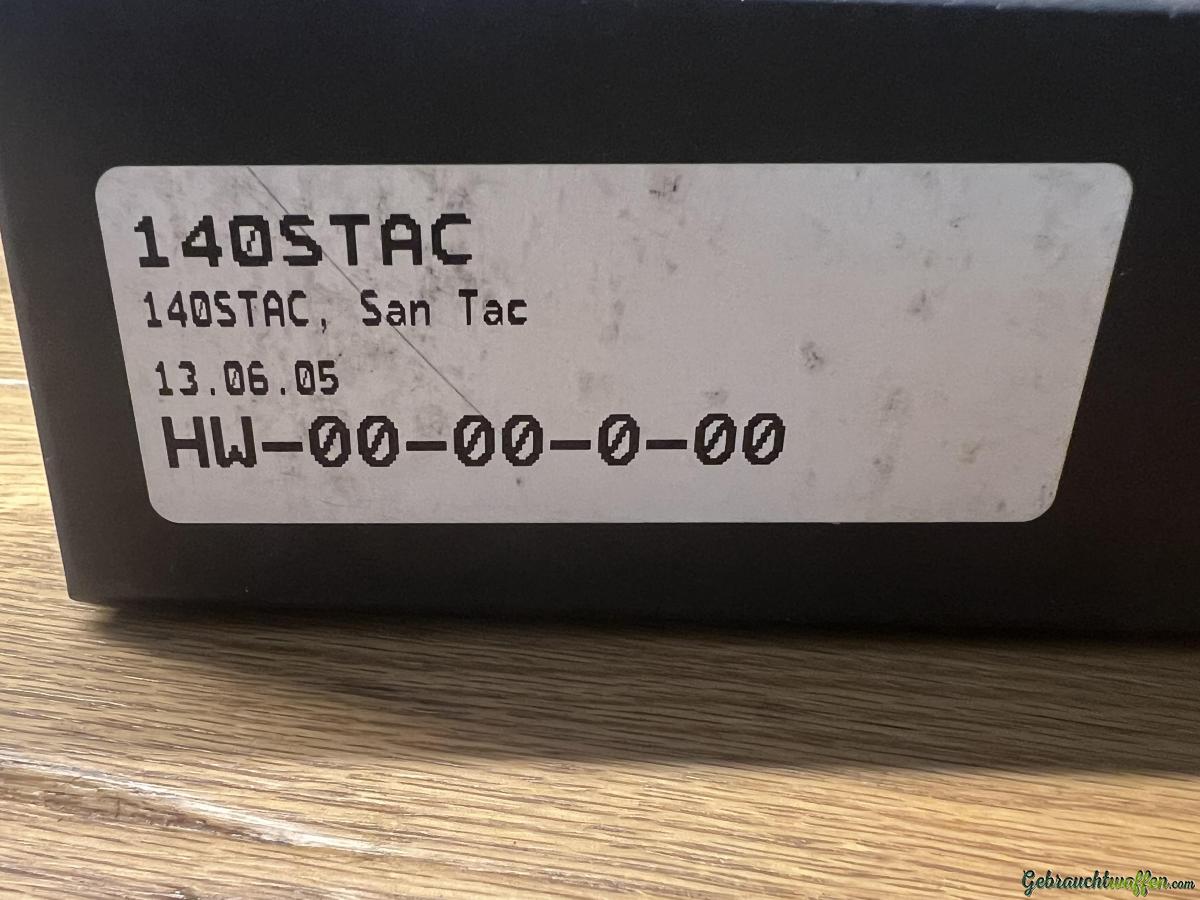 140STAC
140STAC, San Tac
13.06.05
HW-00-00-0-00
Gebrauchtwaffen.com